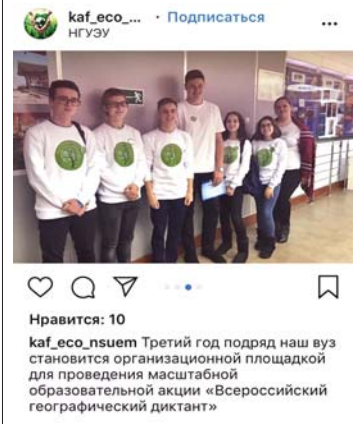 kaf_eco_... • Подписаться
НГУЭУ
Нравится: 10
kaf_eco_nsuem Третий год подряд наш вуз
становится организационной площадкой
для проведения масштабной
образовательной акции «Всероссийский
географический диктант»